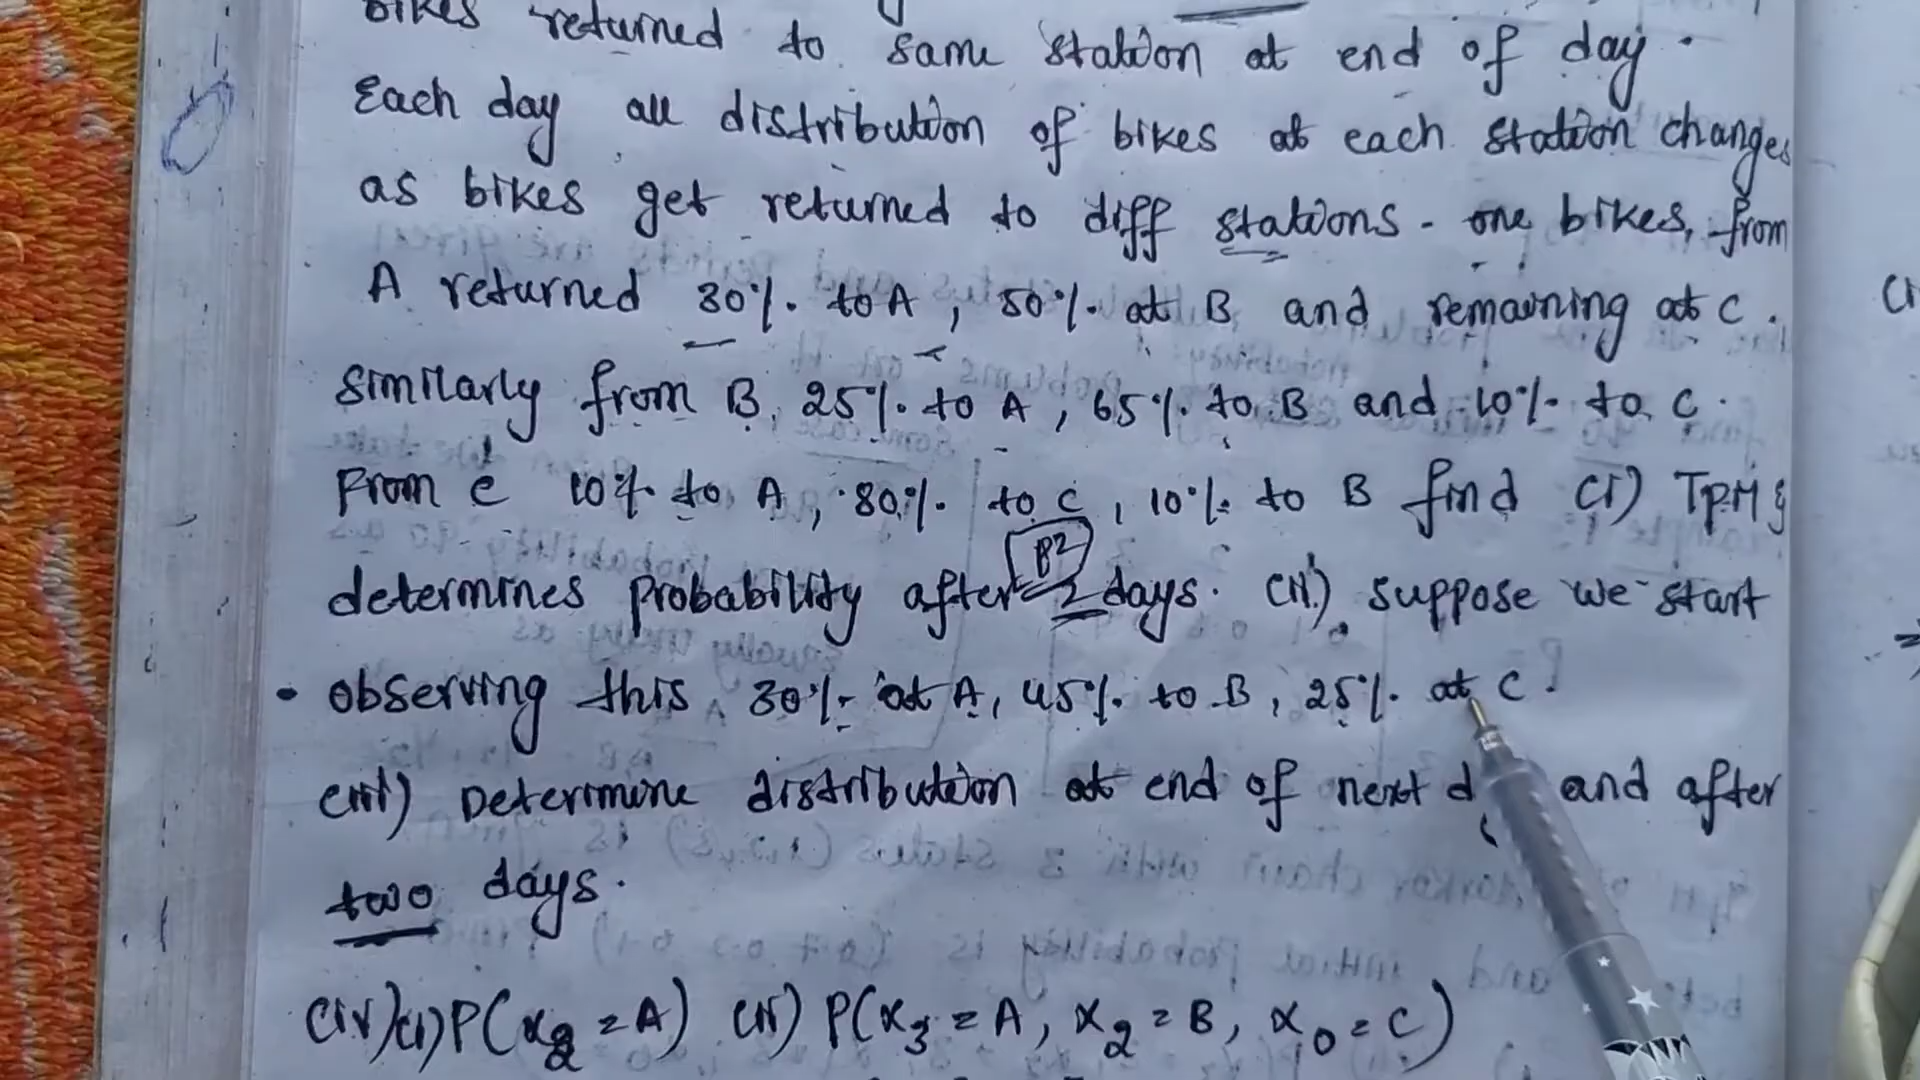 bikes returned to same station at end of day.
Each day all distribution of bikes at each station changes
as bikes get returned to diff stations - one bikes, from
A returned 30%. to A, 50%. at B and remaining at C.
similarly from B, 25%. to A, 65%. to B and 10%. to C.
From C 10%. to A, 80%. to C, 10%. to B find (i) TPM &
P²
determines probability after 2 days. (ii) suppose we start
• observing this 30%. at A, 45%. to B, 25%. at C.
(iii) Determine distribution at end of next d and after
two days.
(iv) (i) P(x₂ = A) (ii) P(x₃ = A, x₂ = B, x₀ = C)